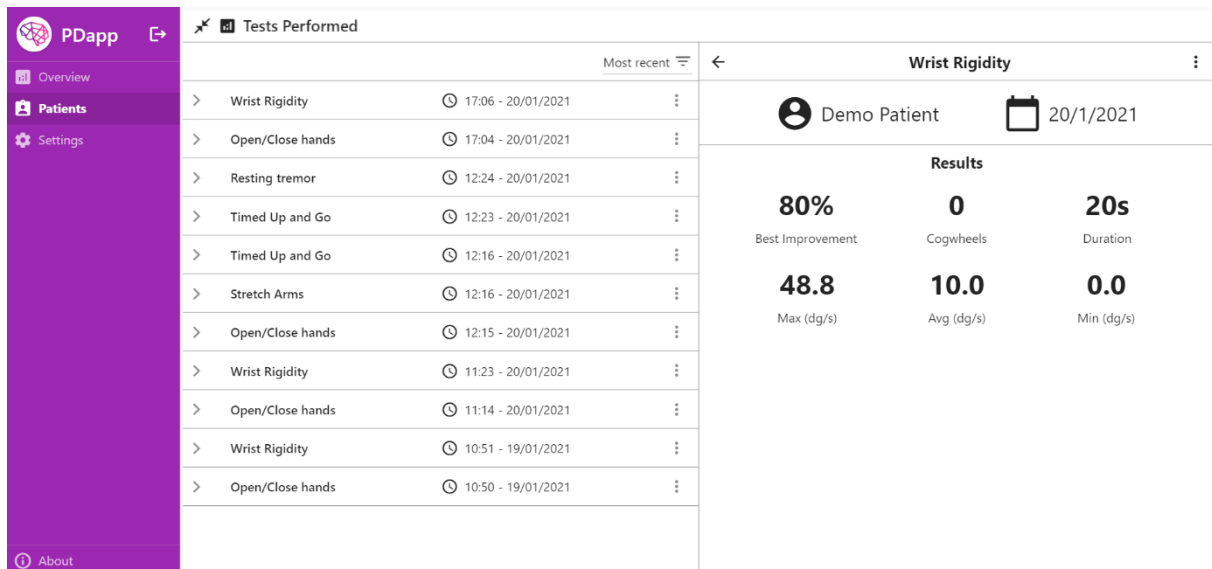 PDapp
Overview
Patients
Settings
About
Tests Performed
Most recent
Wrist Rigidity 17:06 - 20/01/2021
Open/Close hands 17:04 - 20/01/2021
Resting tremor 12:24 - 20/01/2021
Timed Up and Go 12:23 - 20/01/2021
Timed Up and Go 12:16 - 20/01/2021
Stretch Arms 12:16 - 20/01/2021
Open/Close hands 12:15 - 20/01/2021
Wrist Rigidity 11:23 - 20/01/2021
Open/Close hands 11:14 - 20/01/2021
Wrist Rigidity 10:51 - 19/01/2021
Open/Close hands 10:50 - 19/01/2021
Wrist Rigidity
Demo Patient 20/1/2021
Results
80% 0 20s
Best Improvement Cogwheels Duration
48.8 10.0 0.0
Max (dg/s) Avg (dg/s) Min (dg/s)